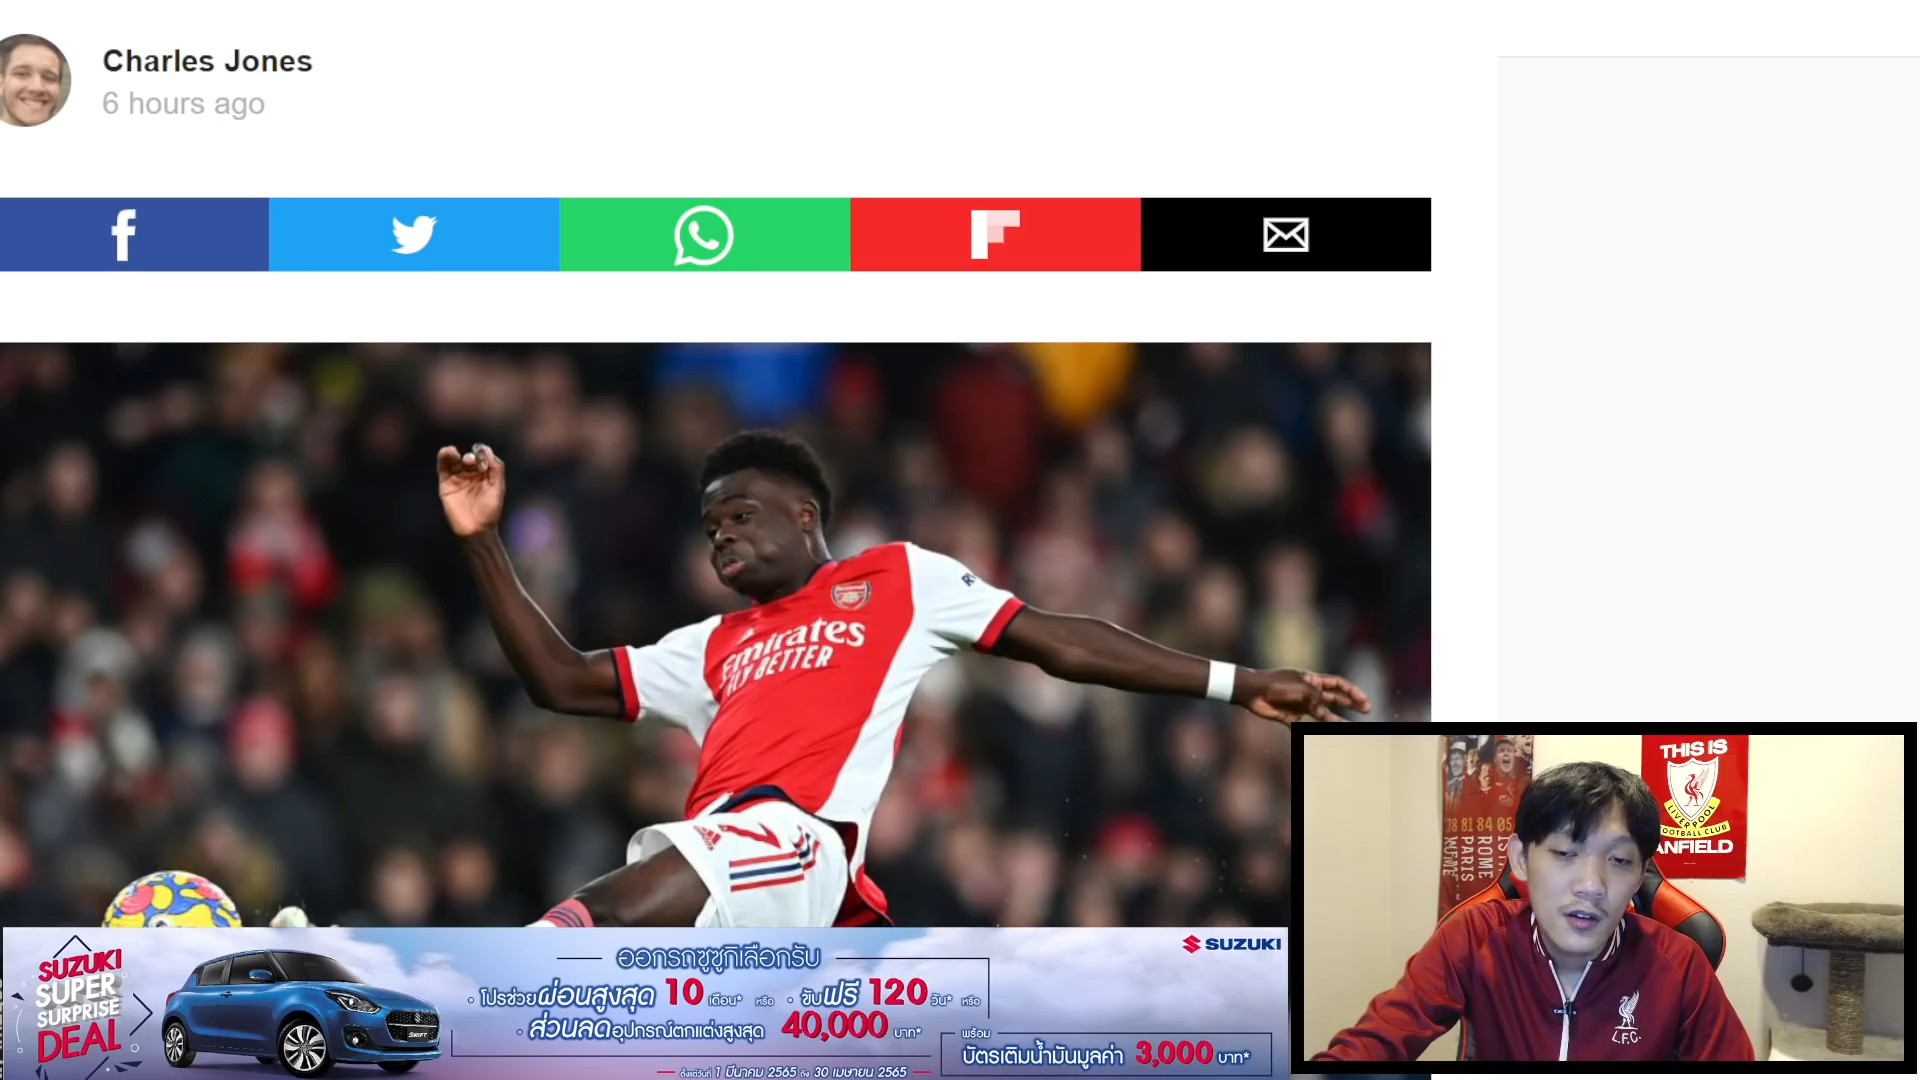 Charles Jones
6 hours ago
Emirates
FLY BETTER
7
SUZUKI
SUPER
SURPRISE
DEAL
SWIFT
ออกรถซูซูกิเลือกรับ
• โปรช่วยผ่อนสูงสุด 10 เดือน* หรือ • ขับฟรี 120 วัน* หรือ
• ส่วนลดอุปกรณ์ตกแต่งสูงสุด 40,000 บาท*
พร้อม
บัตรเติมน้ำมันมูลค่า 3,000 บาท*
ตั้งแต่วันที่ 1 มีนาคม 2565 ถึง 30 เมษายน 2565
SUZUKI
THIS IS
LIVERPOOL
FOOTBALL CLUB
ANFIELD
78 81 84 05
PARIS
ROME
L.F.C.